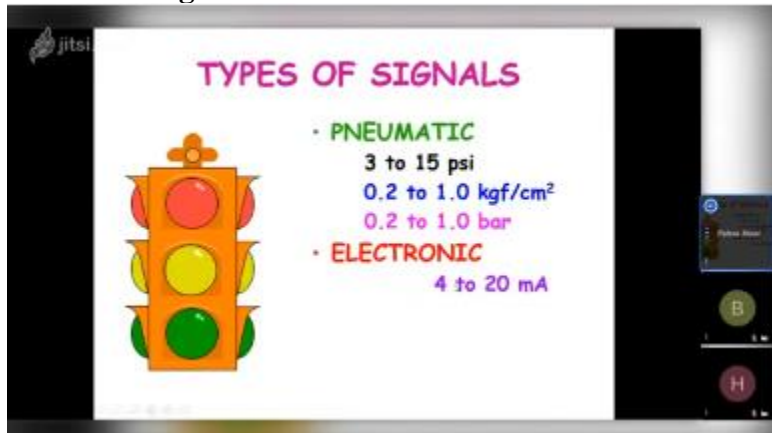 jitsi
TYPES OF SIGNALS
• PNEUMATIC
3 to 15 psi
0.2 to 1.0 kgf/cm²
0.2 to 1.0 bar
• ELECTRONIC
4 to 20 mA
B
H